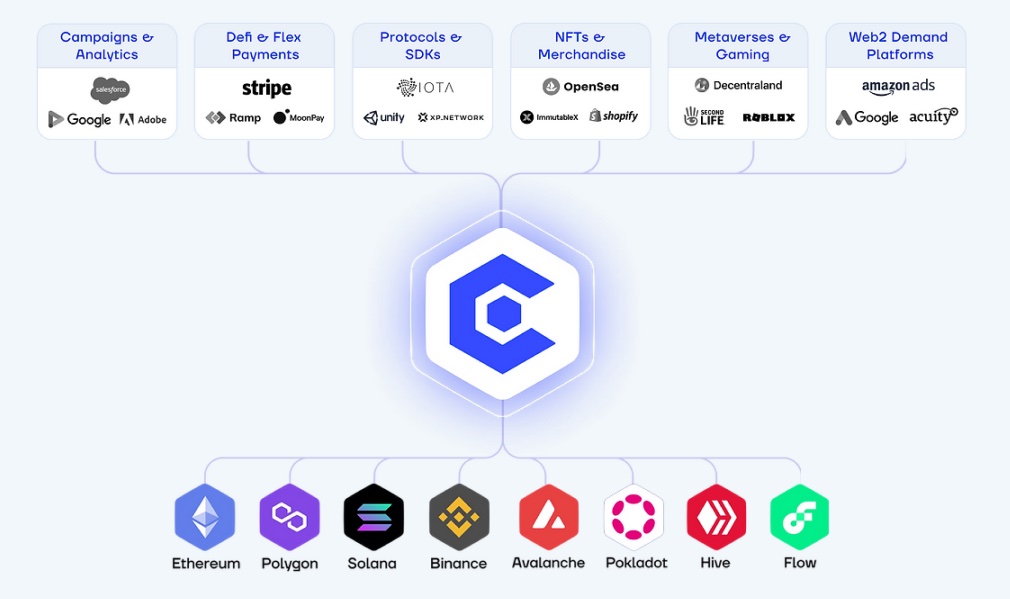 Campaigns &
Analytics
salesforce
Google
Adobe
Defi & Flex
Payments
stripe
Ramp
MoonPay
Protocols &
SDKs
IOTA
unity
XP.NETWORK
NFTs &
Merchandise
OpenSea
ImmutableX
shopify
Metaverses &
Gaming
Decentraland
SECOND
LIFE
ROBLOX
Web2 Demand
Platforms
amazon ads
Google
acuity
Ethereum
Polygon
Solana
Binance
Avalanche
Pokladot
Hive
Flow